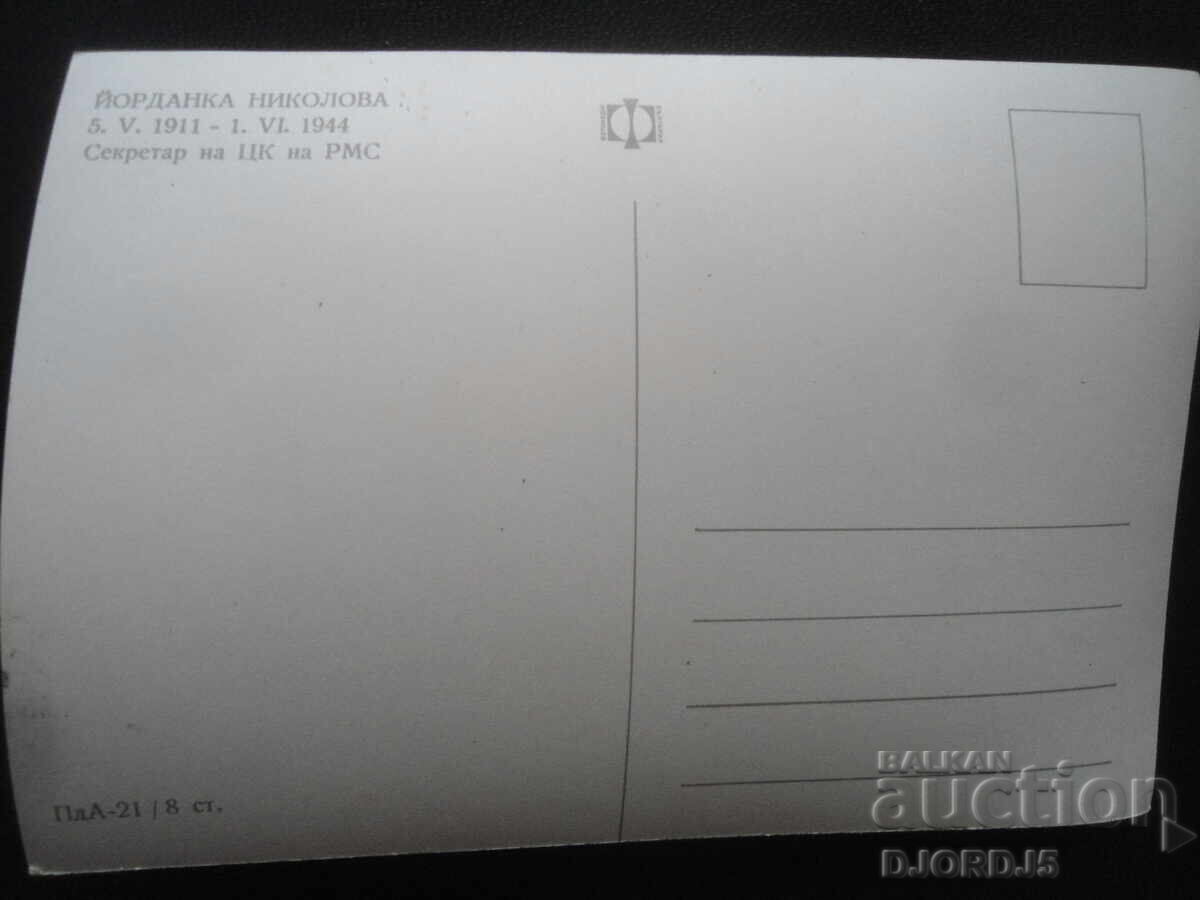 ЙОРДАНКА НИКОЛОВА
5. V. 1911 - 1. VI. 1944
Секретар на ЦК на РМС
ПдА-21 / 8 ст.
BALKAN
auction
DJORDJ5